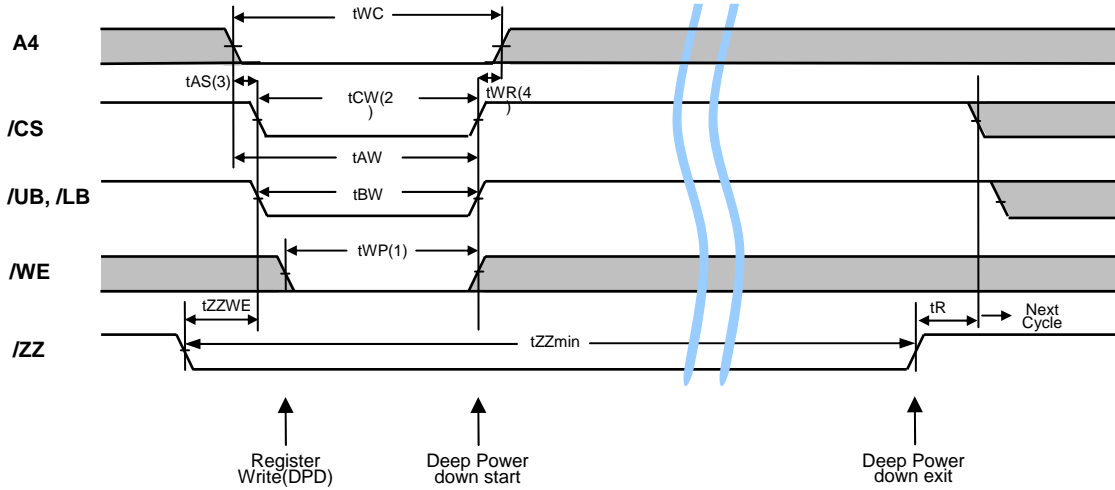 tWC
A4
tAS(3)
tCW(2
)
tWR(4
)
/CS
tAW
/UB, /LB
tBW
tWP(1)
/WE
tZZWE
tR
Next
Cycle
/ZZ
tZZmin
Register
Write(DPD)
Deep Power
down start
Deep Power
down exit